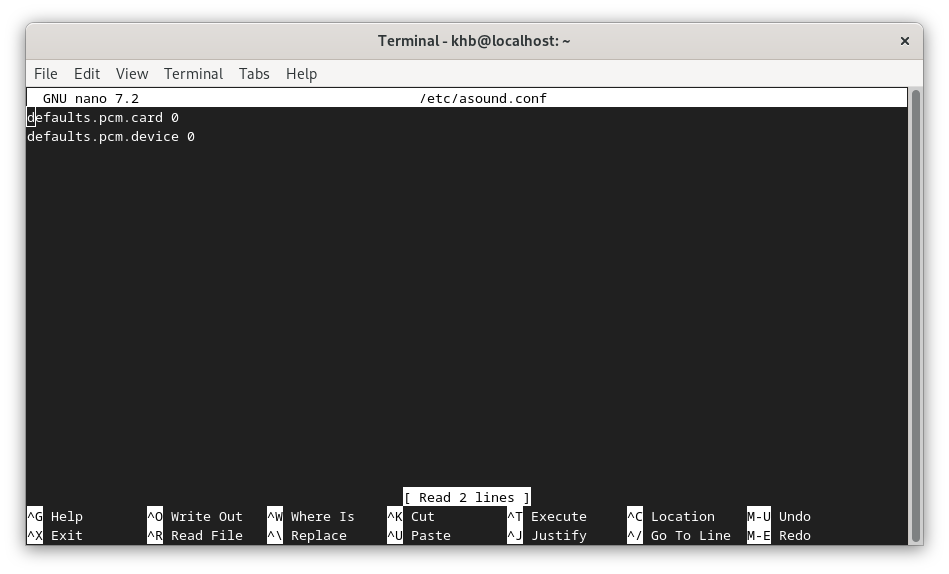 Terminal - khb@localhost: ~ ×
File Edit View Terminal Tabs Help
GNU nano 7.2 /etc/asound.conf
defaults.pcm.card 0
defaults.pcm.device 0
[ Read 2 lines ]
^G Help ^O Write Out ^W Where Is ^K Cut ^T Execute ^C Location M-U Undo
^X Exit ^R Read File ^\ Replace ^U Paste ^J Justify ^/ Go To Line M-E Redo